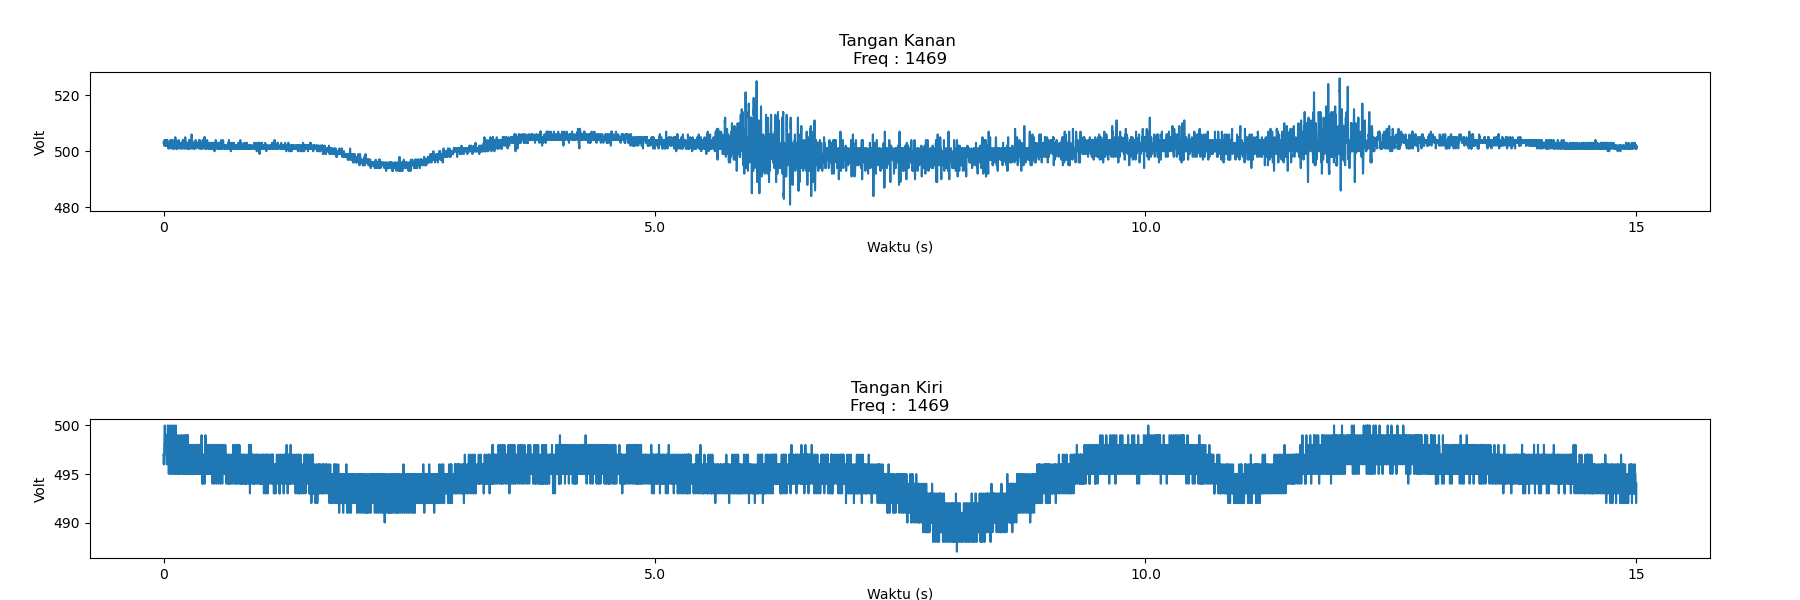 Tangan Kanan
Freq : 1469
520
500
480
Volt
0 5.0 10.0 15
Waktu (s)
Tangan Kiri
Freq :  1469
500
495
490
Volt
0 5.0 10.0 15
Waktu (s)